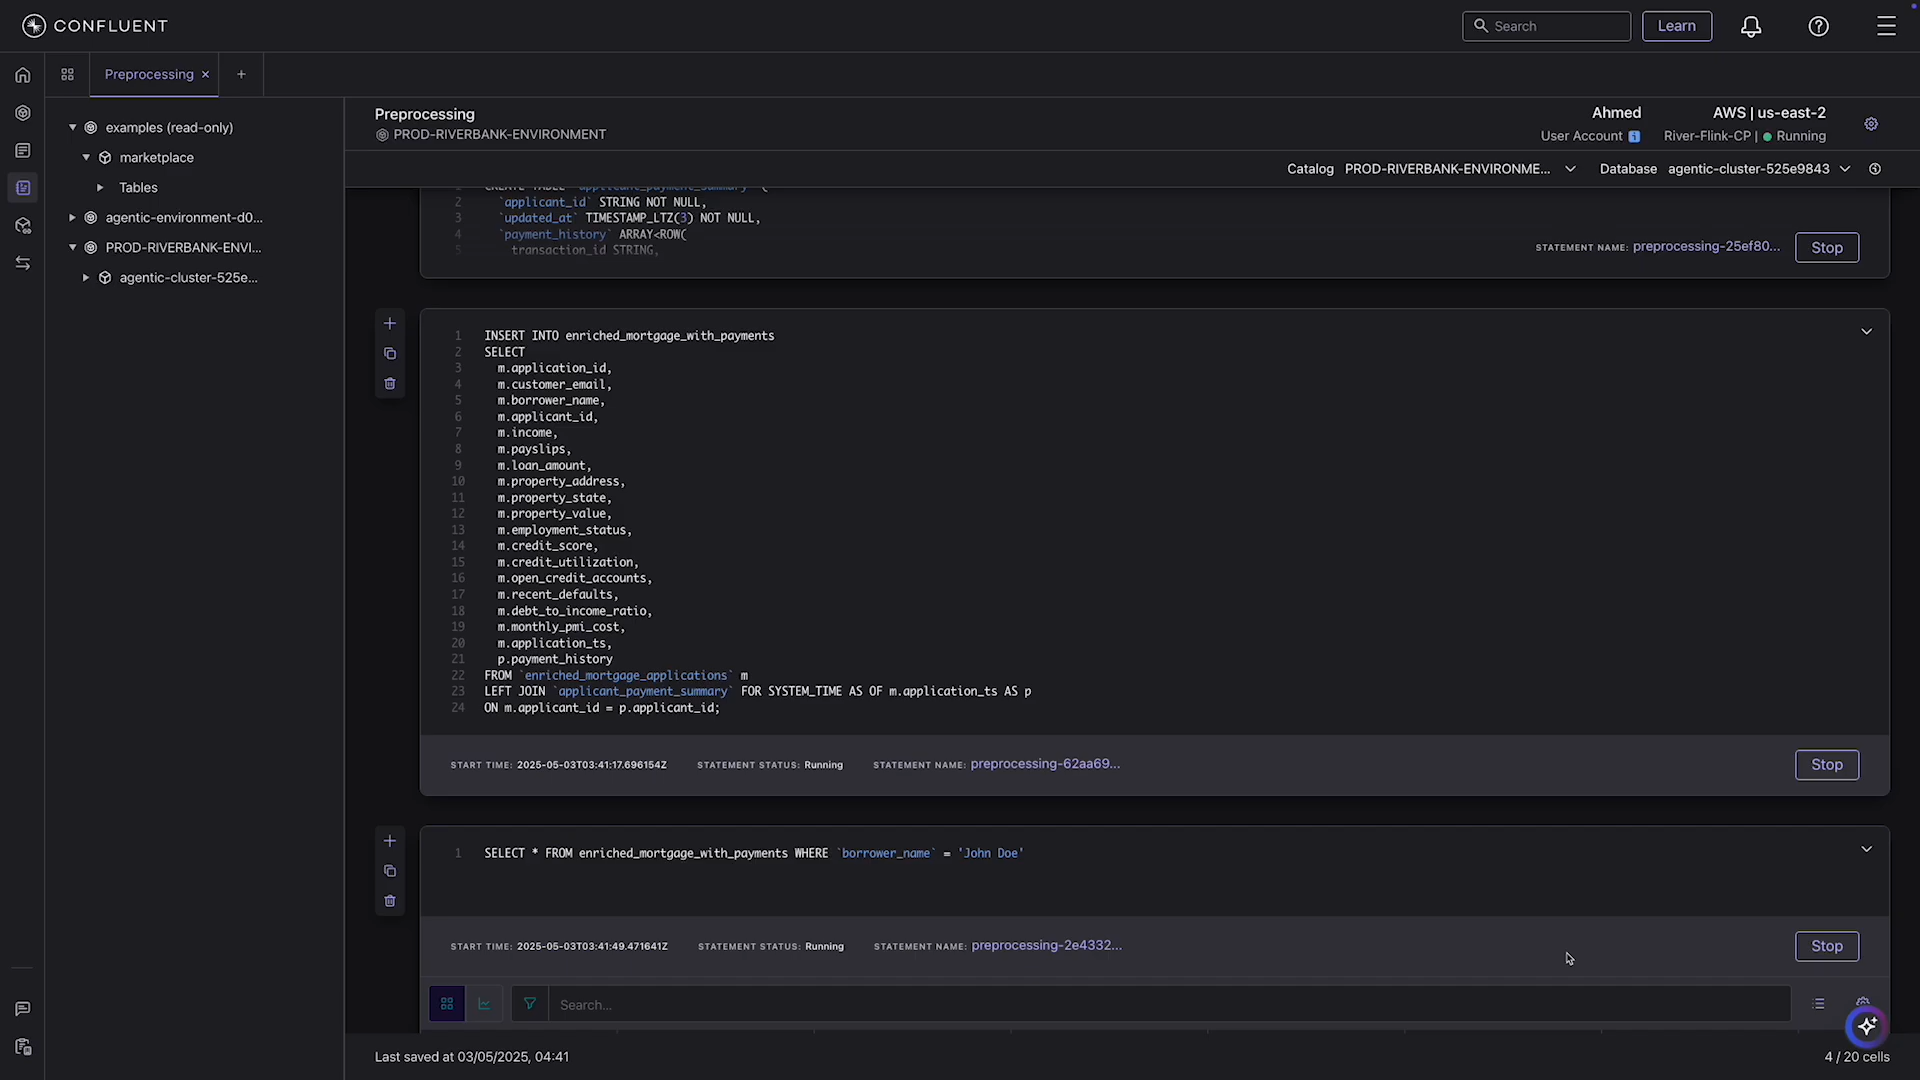 CONFLUENT
Search
Learn
Preprocessing
examples (read-only)
marketplace
Tables
agentic-environment-d0...
PROD-RIVERBANK-ENVI...
agentic-cluster-525e...
Preprocessing
PROD-RIVERBANK-ENVIRONMENT
Ahmed
User Account
AWS | us-east-2
River-Flink-CP | Running
Catalog PROD-RIVERBANK-ENVIRONME...
Database agentic-cluster-525e9843
CREATE TABLE `applicant_payment_summary` (
2 `applicant_id` STRING NOT NULL,
3 `updated_at` TIMESTAMP_LTZ(3) NOT NULL,
4 `payment_history` ARRAY<ROW(
5 transaction_id STRING,
STATEMENT NAME: preprocessing-25ef80...
Stop
1 INSERT INTO enriched_mortgage_with_payments
2 SELECT
3 m.application_id,
4 m.customer_email,
5 m.borrower_name,
6 m.applicant_id,
7 m.income,
8 m.payslips,
9 m.loan_amount,
10 m.property_address,
11 m.property_state,
12 m.property_value,
13 m.employment_status,
14 m.credit_score,
15 m.credit_utilization,
16 m.open_credit_accounts,
17 m.recent_defaults,
18 m.debt_to_income_ratio,
19 m.monthly_pmi_cost,
20 m.application_ts,
21 p.payment_history
22 FROM `enriched_mortgage_applications` m
23 LEFT JOIN `applicant_payment_summary` FOR SYSTEM_TIME AS OF m.application_ts AS p
24 ON m.applicant_id = p.applicant_id;
START TIME: 2025-05-03T03:41:17.696154Z STATEMENT STATUS: Running STATEMENT NAME: preprocessing-62aa69...
Stop
1 SELECT * FROM enriched_mortgage_with_payments WHERE `borrower_name` = 'John Doe'
START TIME: 2025-05-03T03:41:49.471641Z STATEMENT STATUS: Running STATEMENT NAME: preprocessing-2e4332...
Stop
Search...
Last saved at 03/05/2025, 04:41
4 / 20 cells